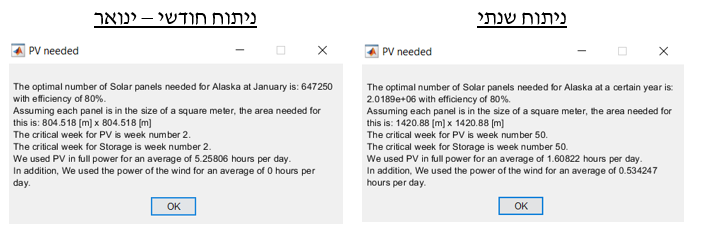 ניתוח חודשי – ינואר
PV needed
The optimal number of Solar panels needed for Alaska at January is: 647250
with efficiency of 80%.
Assuming each panel is in the size of a square meter, the area needed for
this is: 804.518 [m] x 804.518 [m]
The critical week for PV is week number 2.
The critical week for Storage is week number 2.
We used PV in full power for an average of 5.25806 hours per day.
In addition, We used the power of the wind for an average of 0 hours per
day.
OK
ניתוח שנתי
PV needed
The optimal number of Solar panels needed for Alaska at a certain year is:
2.0189e+06 with efficiency of 80%.
Assuming each panel is in the size of a square meter, the area needed for
this is: 1420.88 [m] x 1420.88 [m]
The critical week for PV is week number 50.
The critical week for Storage is week number 50.
We used PV in full power for an average of 1.60822 hours per day.
In addition, We used the power of the wind for an average of 0.534247
hours per day.
OK